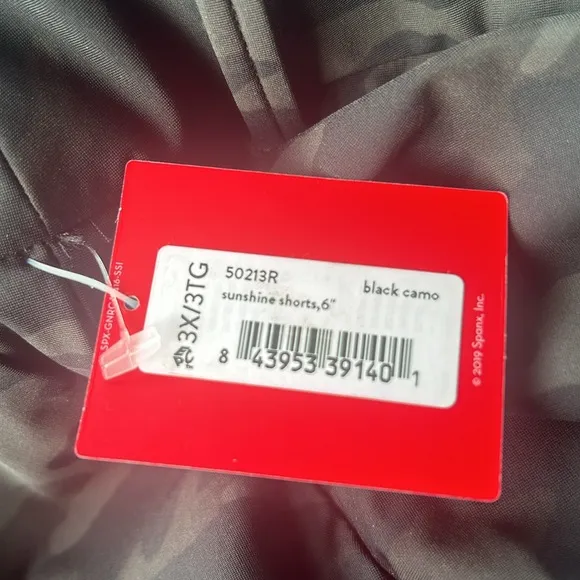 50213R
black camo
sunshine shorts,6"
3X/3TG
8 43953 39140 1
© 2019 Spanx, Inc.